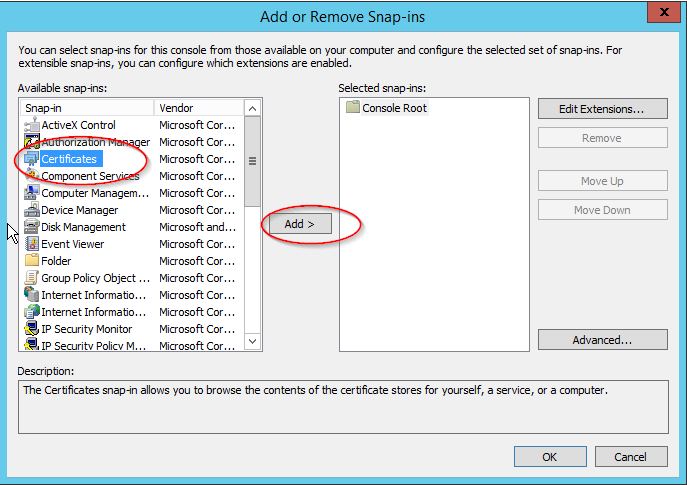 Add or Remove Snap-ins
x
You can select snap-ins for this console from those available on your computer and configure the selected set of snap-ins. For
extensible snap-ins, you can configure which extensions are enabled.
Available snap-ins:
Selected snap-ins:
Snap-in Vendor
ActiveX Control Microsoft Cor...
Authorization Manager Microsoft Cor...
Certificates Microsoft Cor...
Component Services Microsoft Cor...
Computer Managem... Microsoft Cor...
Device Manager Microsoft Cor...
Disk Management Microsoft and...
Event Viewer Microsoft Cor...
Folder Microsoft Cor...
Group Policy Object ... Microsoft Cor...
Internet Informatio... Microsoft Cor...
Internet Informatio... Microsoft Cor...
IP Security Monitor Microsoft Cor...
IP Security Policy M... Microsoft Cor...
Add >
Console Root
Edit Extensions...
Remove
Move Up
Move Down
Advanced...
Description:
The Certificates snap-in allows you to browse the contents of the certificate stores for yourself, a service, or a computer.
OK
Cancel